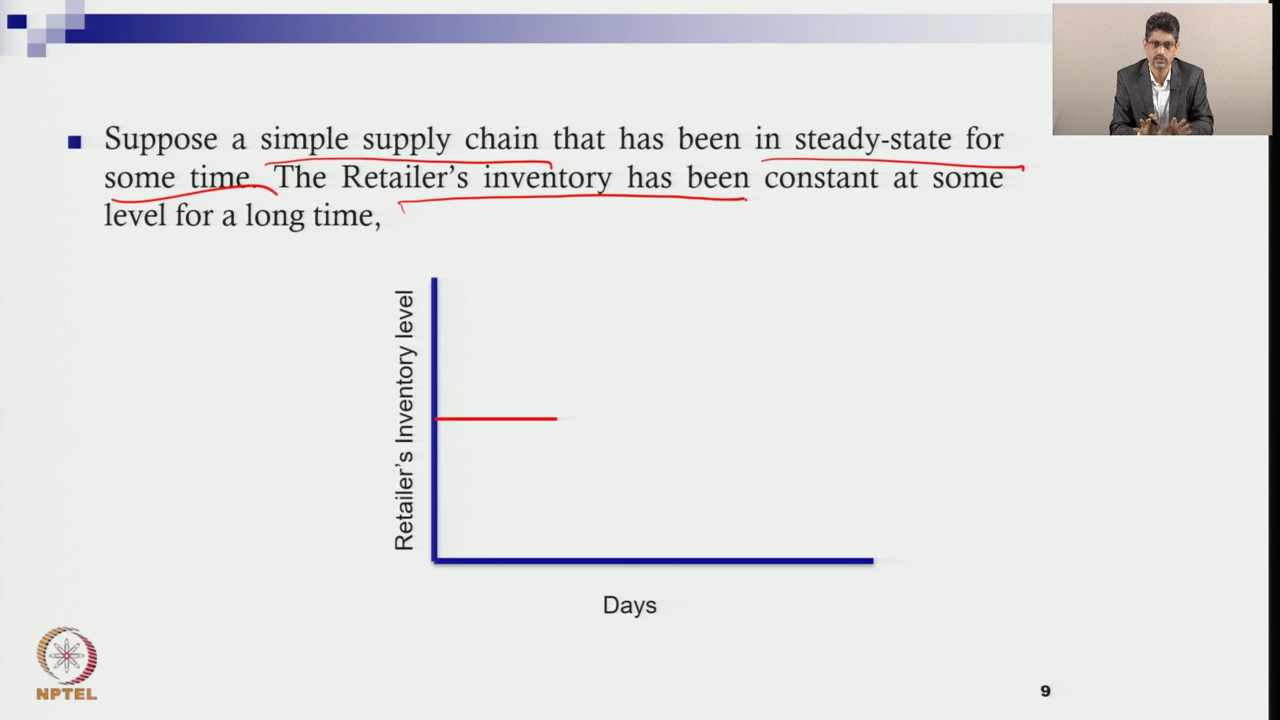 Suppose a simple supply chain that has been in steady-state for
some time. The Retailer's inventory has been constant at some
level for a long time,
Retailer's Inventory level
Days
NPTEL
9